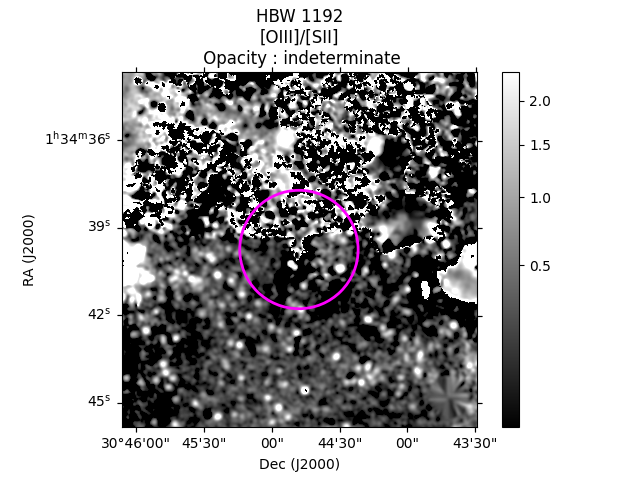 HBW 1192
[OIII]/[SII]
Opacity : indeterminate
1ʰ34ᵐ36ˢ
39ˢ
42ˢ
45ˢ
RA (J2000)
30°46'00"
45'30"
00"
44'30"
00"
43'30"
Dec (J2000)
2.0
1.5
1.0
0.5